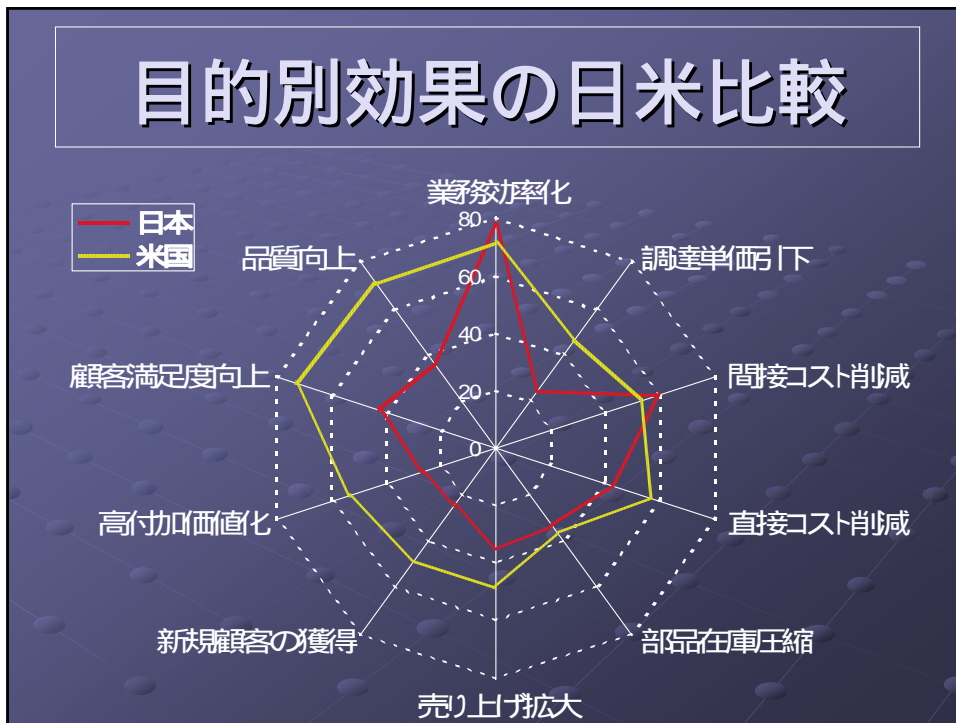 目的別効果の日米比較
日本
米国
業務効率化
調達単価引下
間接コスト削減
直接コスト削減
部品在庫圧縮
売り上げ拡大
新規顧客の獲得
高付加価値化
顧客満足度向上
品質向上
80
60
40
20
0